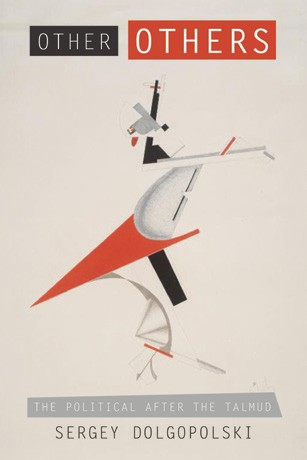 OTHER OTHERS
THE POLITICAL AFTER THE TALMUD
SERGEY DOLGOPOLSKI